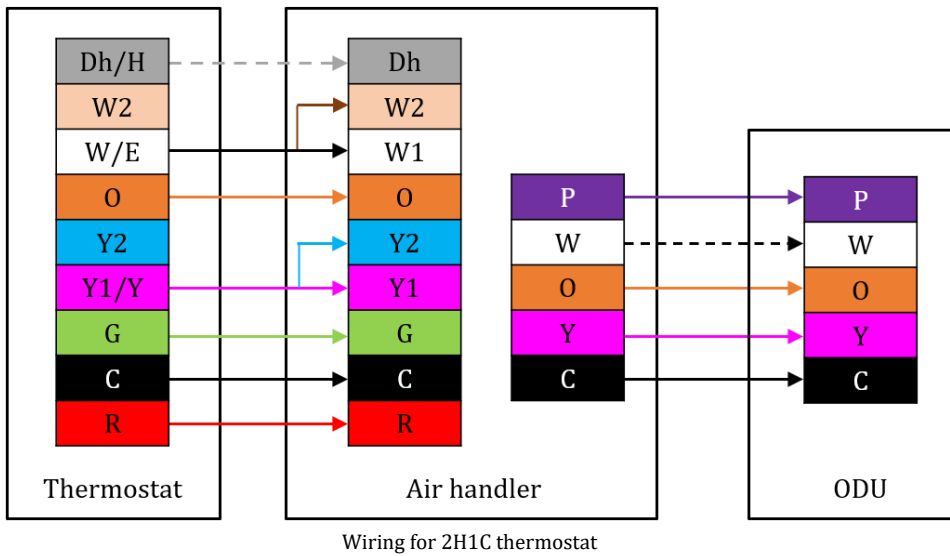 Dh/H
W2
W/E
O
Y2
Y1/Y
G
C
R
Thermostat
Dh
W2
W1
O
Y2
Y1
G
C
R
P
W
O
Y
C
Air handler
P
W
O
Y
C
ODU
Wiring for 2H1C thermostat